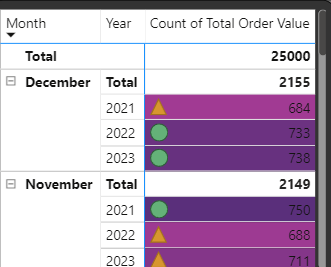 Month Year Count of Total Order Value
Total 25000
December Total 2155
2021 684
2022 733
2023 738
November Total 2149
2021 750
2022 688
2023 711